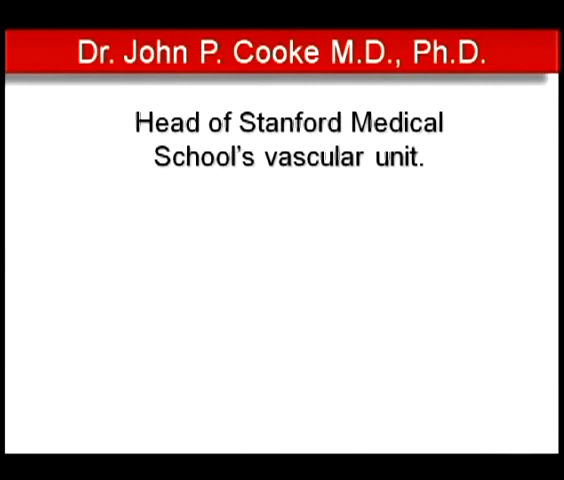 Dr. John P. Cooke M.D., Ph.D.
Head of Stanford Medical
School's vascular unit.